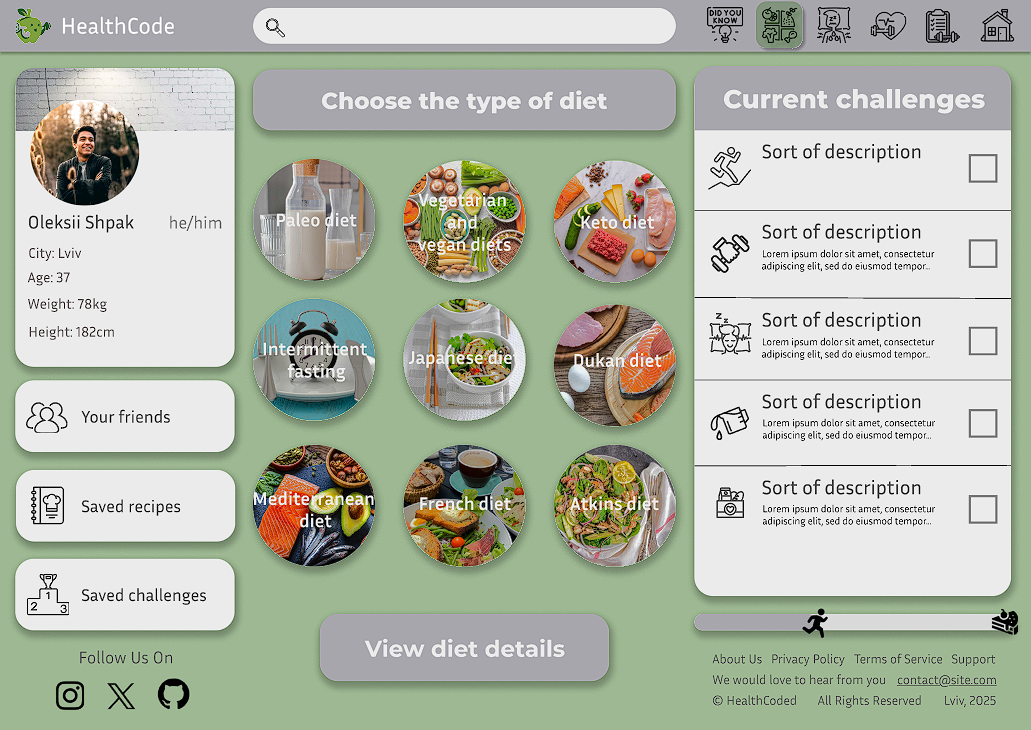 HealthCode
DID YOU
KNOW
Oleksii Shpak he/him
City: Lviv
Age: 37
Weight: 78kg
Height: 182cm
Your friends
Saved recipes
1
2 3
Saved challenges
Follow Us On
Choose the type of diet
Paleo diet
Vegetarian
and
vegan diets
Keto diet
Intermittent
fasting
Japanese diet
Dukan diet
Mediterranean
diet
French diet
Atkins diet
View diet details
Current challenges
Sort of description
Sort of description
Lorem ipsum dolor sit amet, consectetur
adipiscing elit, sed do eiusmod tempor...
z z
z
Sort of description
Lorem ipsum dolor sit amet, consectetur
adipiscing elit, sed do eiusmod tempor...
Sort of description
Lorem ipsum dolor sit amet, consectetur
adipiscing elit, sed do eiusmod tempor...
Sort of description
Lorem ipsum dolor sit amet, consectetur
adipiscing elit, sed do eiusmod tempor...
About Us Privacy Policy Terms of Service Support
We would love to hear from you contact@site.com
© HealthCoded All Rights Reserved Lviv, 2025